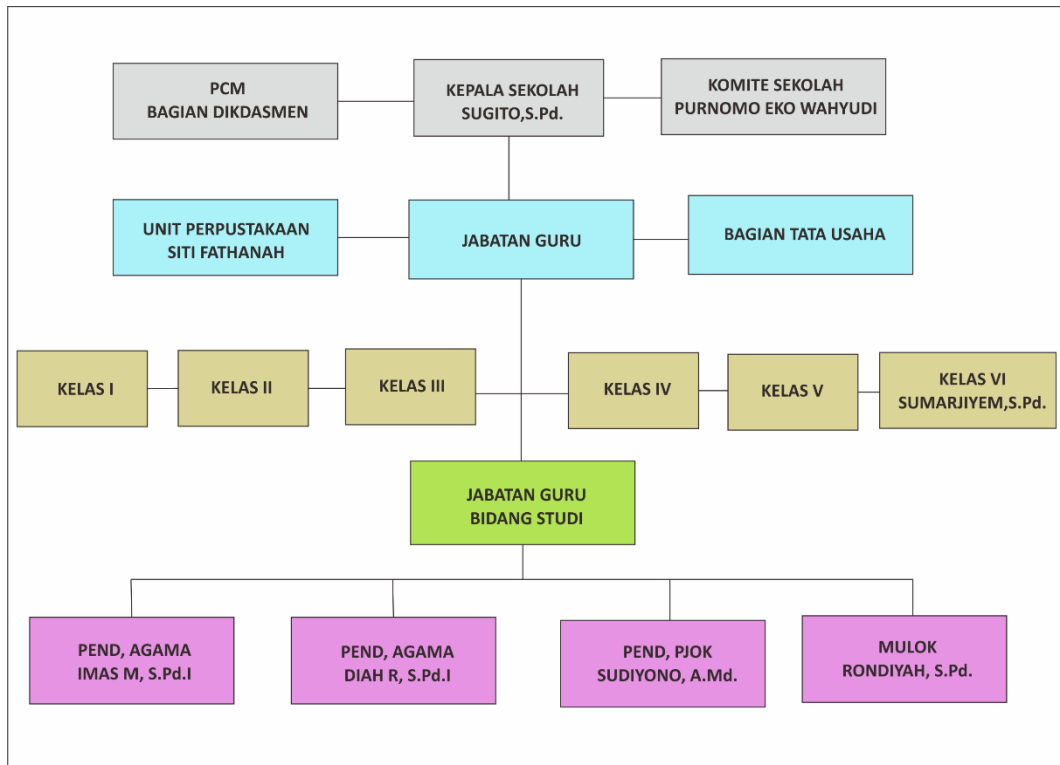 PCM
BAGIAN DIKDASMEN
KEPALA SEKOLAH
SUGITO,S.Pd.
KOMITE SEKOLAH
PURNOMO EKO WAHYUDI
UNIT PERPUSTAKAAN
SITI FATHANAH
JABATAN GURU
BAGIAN TATA USAHA
KELAS I
KELAS II
KELAS III
KELAS IV
KELAS V
KELAS VI
SUMARJIYEM,S.Pd.
JABATAN GURU
BIDANG STUDI
PEND, AGAMA
IMAS M, S.Pd.I
PEND, AGAMA
DIAH R, S.Pd.I
PEND, PJOK
SUDIYONO, A.Md.
MULOK
RONDIYAH, S.Pd.